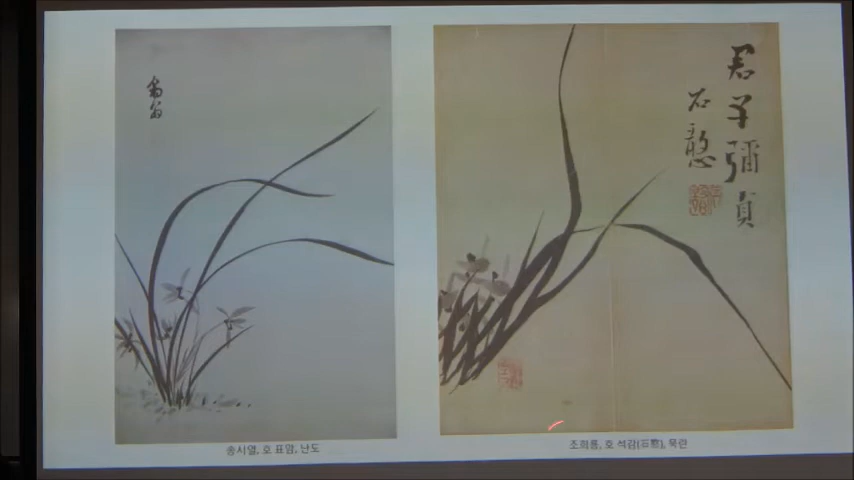 君子彌貞
石憨
송시열, 호 표암, 난도
조희룡, 호 석감(石憨), 묵란